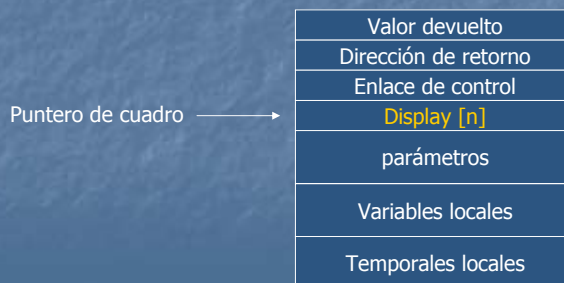 Valor devuelto
Dirección de retorno
Enlace de control
Puntero de cuadro
Display [n]
parámetros
Variables locales
Temporales locales